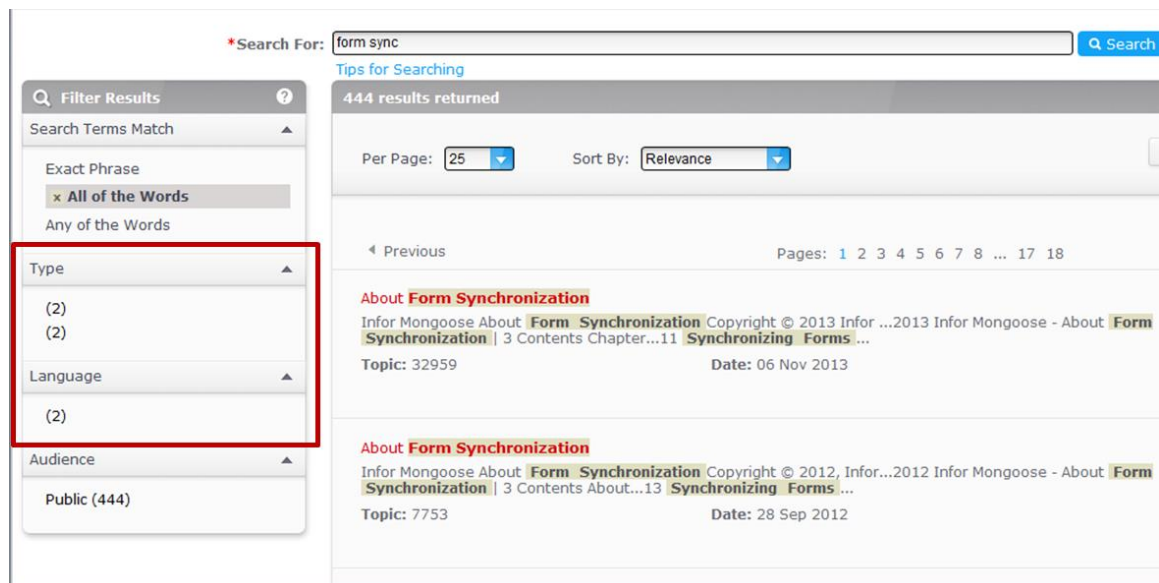 *Search For: form sync Search
Tips for Searching
Filter Results ?
Search Terms Match
Exact Phrase
x All of the Words
Any of the Words
Type
(2)
(2)
Language
(2)
Audience
Public (444)
444 results returned
Per Page: 25 Sort By: Relevance
Previous Pages: 1 2 3 4 5 6 7 8 ... 17 18
About Form Synchronization
Infor Mongoose About Form Synchronization Copyright © 2013 Infor ...2013 Infor Mongoose - About Form
Synchronization | 3 Contents Chapter...11 Synchronizing Forms ...
Topic: 32959 Date: 06 Nov 2013
About Form Synchronization
Infor Mongoose About Form Synchronization Copyright © 2012, Infor...2012 Infor Mongoose - About Form
Synchronization | 3 Contents About...13 Synchronizing Forms ...
Topic: 7753 Date: 28 Sep 2012